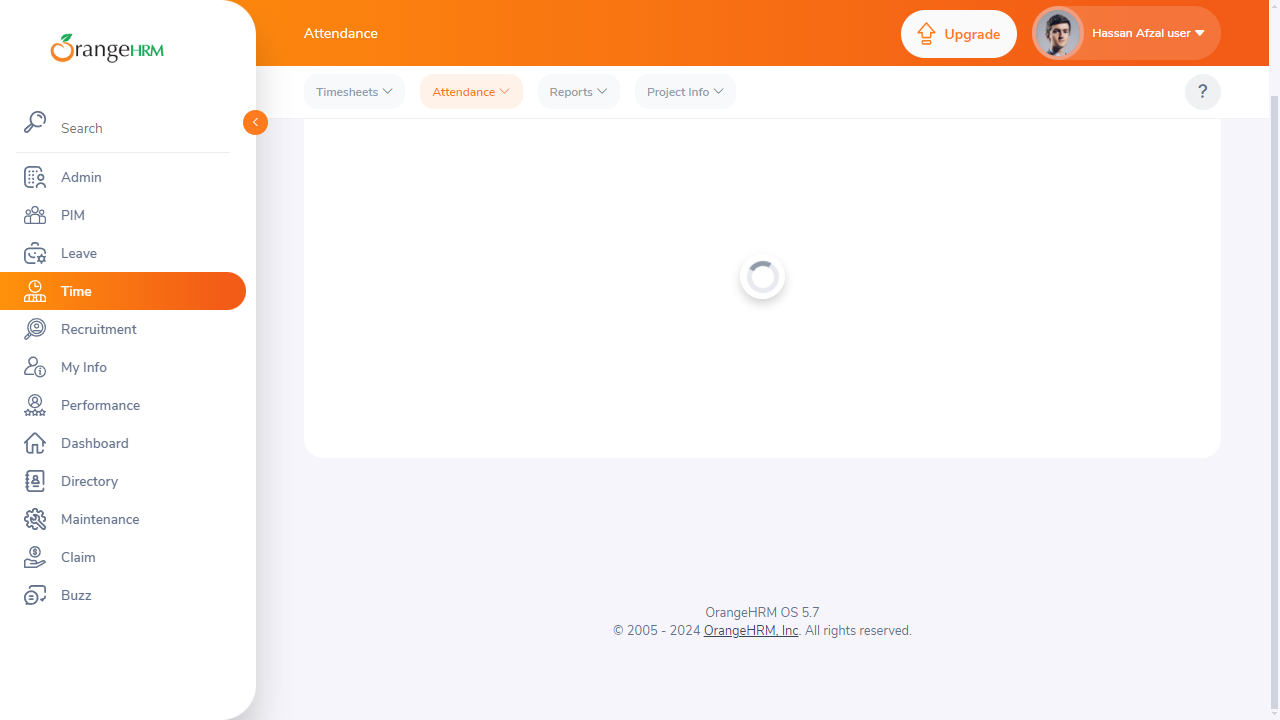 OrangeHRM
Attendance
Upgrade
Hassan Afzal user
Timesheets
Attendance
Reports
Project Info
?
Search
Admin
PIM
Leave
Time
Recruitment
My Info
Performance
Dashboard
Directory
Maintenance
Claim
Buzz
OrangeHRM OS 5.7
© 2005 - 2024 OrangeHRM, Inc. All rights reserved.